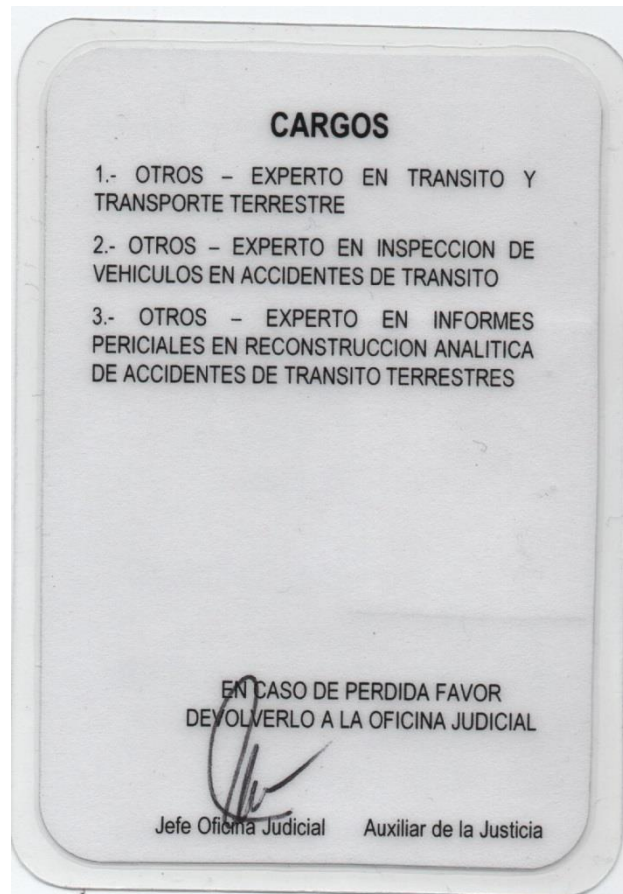 CARGOS
1.- OTROS – EXPERTO EN TRANSITO Y
TRANSPORTE TERRESTRE
2.- OTROS – EXPERTO EN INSPECCION DE
VEHICULOS EN ACCIDENTES DE TRANSITO
3.- OTROS – EXPERTO EN INFORMES
PERICIALES EN RECONSTRUCCION ANALITICA
DE ACCIDENTES DE TRANSITO TERRESTRES
EN CASO DE PERDIDA FAVOR
DEVOLVERLO A LA OFICINA JUDICIAL
Jefe Oficina Judicial Auxiliar de la Justicia